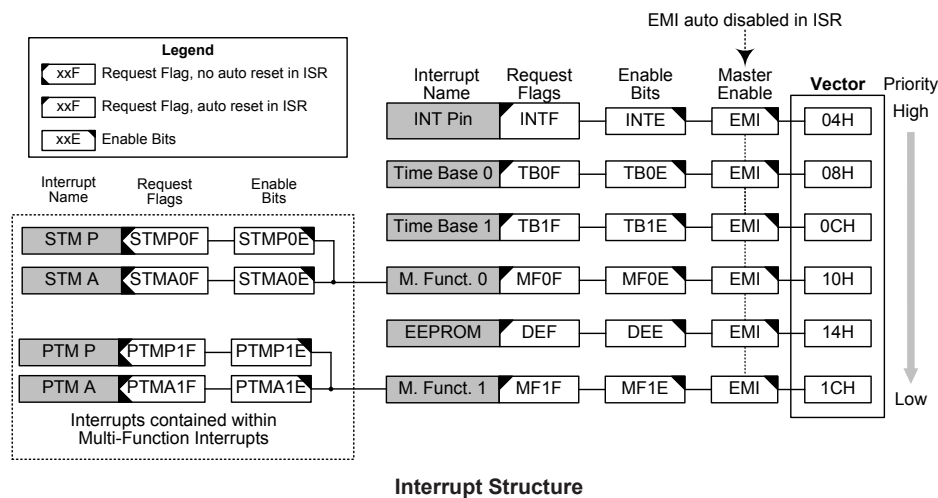 EMI auto disabled in ISR
Legend
xxF Request Flag, no auto reset in ISR
xxF Request Flag, auto reset in ISR
xxE Enable Bits
Interrupt Name
Request Flags
Enable Bits
Master Enable
Vector
Priority
High
INT Pin INTF INTE EMI 04H
Time Base 0 TB0F TB0E EMI 08H
Time Base 1 TB1F TB1E EMI 0CH
M. Funct. 0 MF0F MF0E EMI 10H
EEPROM DEF DEE EMI 14H
M. Funct. 1 MF1F MF1E EMI 1CH
Low
Interrupt Name
Request Flags
Enable Bits
STM P STMP0F STMP0E
STM A STMA0F STMA0E
PTM P PTMP1F PTMP1E
PTM A PTMA1F PTMA1E
Interrupts contained within
Multi-Function Interrupts
Interrupt Structure